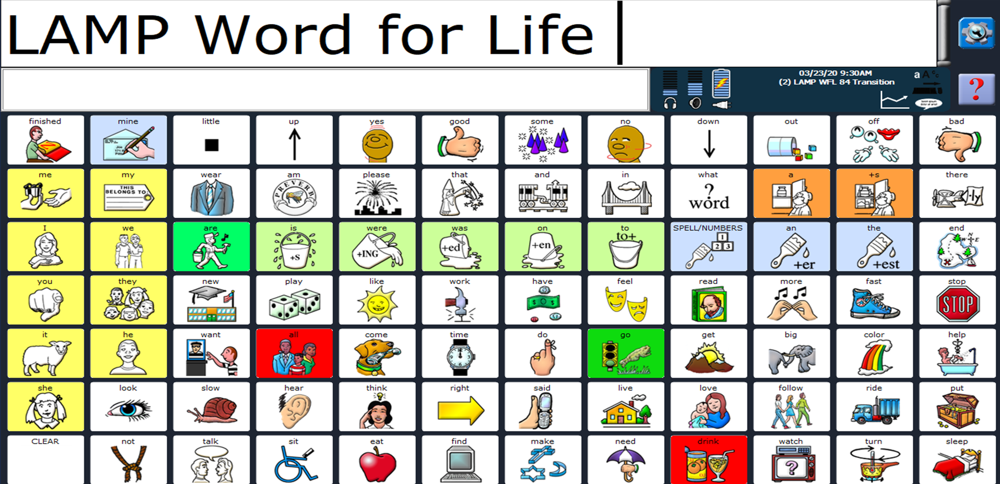 LAMP Word for Life
03/23/20 9:30AM
(2) LAMP WFL 84 Transition
a A
?
finished mine little up yes good some no down out off bad
me my wear am please that and in what a +s there
THIS BELONGS TO: PREVERB ? word -ly
I we are is were was on to SPELL/NUMBERS an the end
+S +ING +ed +en to+ 1 2 3 +er +est N W E S
you they new play like work have feel read more fast stop
STOP
it he want all come time do go get big color help
she look slow hear think right said live love follow ride put
CLEAR not talk sit eat find make need drink watch turn sleep
?